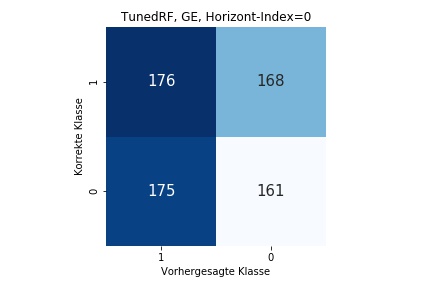 TunedRF, GE, Horizont-Index=0
Korrekte Klasse
1
176
168
0
175
161
1
0
Vorhergesagte Klasse